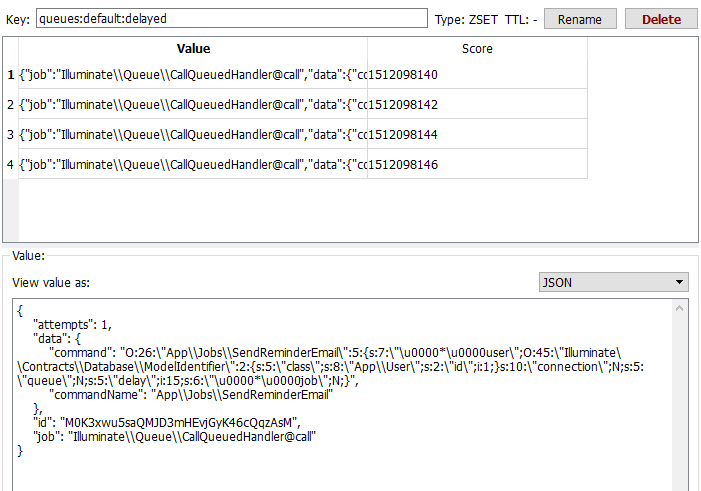 Key: queues:default:delayed Type: ZSET TTL: - Rename Delete
Value Score
1 {"job":"Illuminate\\Queue\\CallQueuedHandler@call","data":{"cc 1512098140
2 {"job":"Illuminate\\Queue\\CallQueuedHandler@call","data":{"cc 1512098142
3 {"job":"Illuminate\\Queue\\CallQueuedHandler@call","data":{"cc 1512098144
4 {"job":"Illuminate\\Queue\\CallQueuedHandler@call","data":{"cc 1512098146
Value:
View value as: JSON
{
"attempts": 1,
"data": {
"command": "O:26:\"App\\Jobs\\SendReminderEmail\":5:{s:7:\"\u0000*\u0000user\";O:45:\"Illuminate\
\Contracts\\Database\\ModelIdentifier\":2:{s:5:\"class\";s:8:\"App\\User\";s:2:\"id\";i:1;}s:10:\"connection\";N;s:5:
\"queue\";N;s:5:\"delay\";i:15;s:6:\"\u0000*\u0000job\";N;}",
"commandName": "App\\Jobs\\SendReminderEmail"
},
"id": "M0K3xwu5saQMJD3mHEvjGyK46cQqzAsM",
"job": "Illuminate\\Queue\\CallQueuedHandler@call"
}